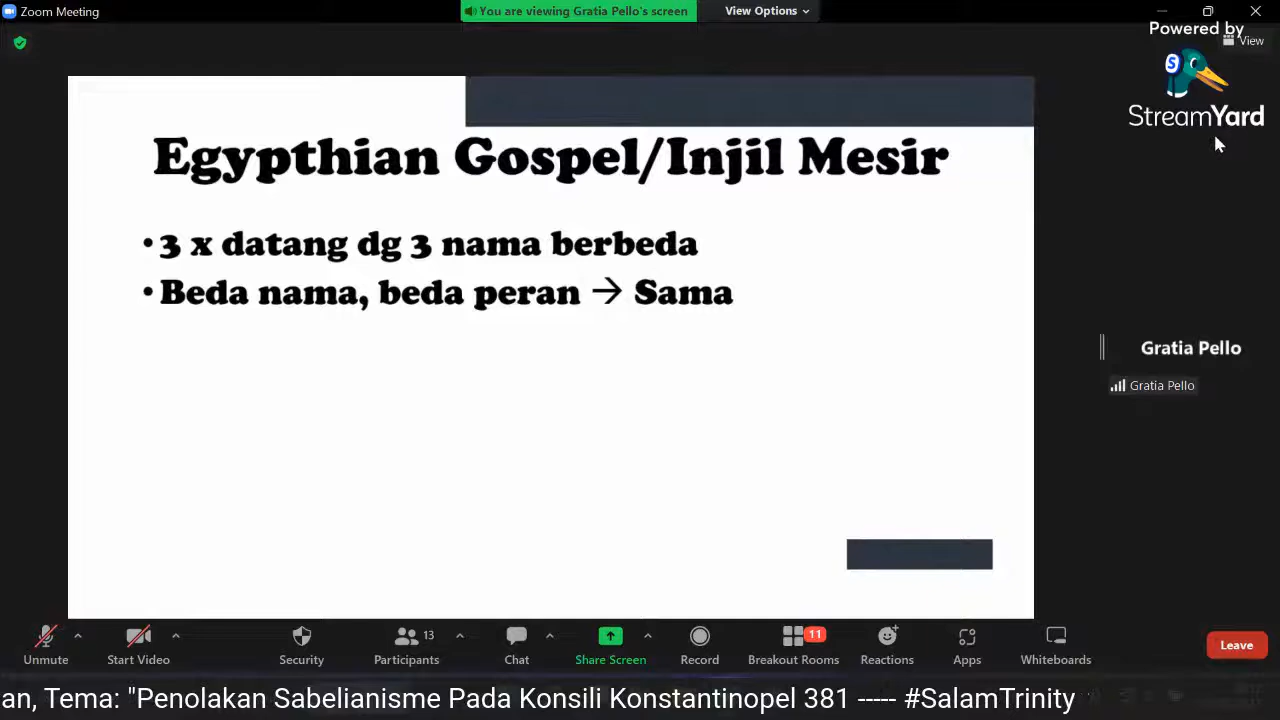 Zoom Meeting
You are viewing Gratia Pello's screen
View Options
Powered by
View
StreamYard
Egypthian Gospel/Injil Mesir
• 3 x datang dg 3 nama berbeda
• Beda nama, beda peran → Sama
Gratia Pello
Gratia Pello
Unmute
Start Video
Security
13
Participants
Chat
Share Screen
Record
11
Breakout Rooms
Reactions
Apps
Whiteboards
Leave
an, Tema: "Penolakan Sabelianisme Pada Konsili Konstantinopel 381 ----- #SalamTrinity